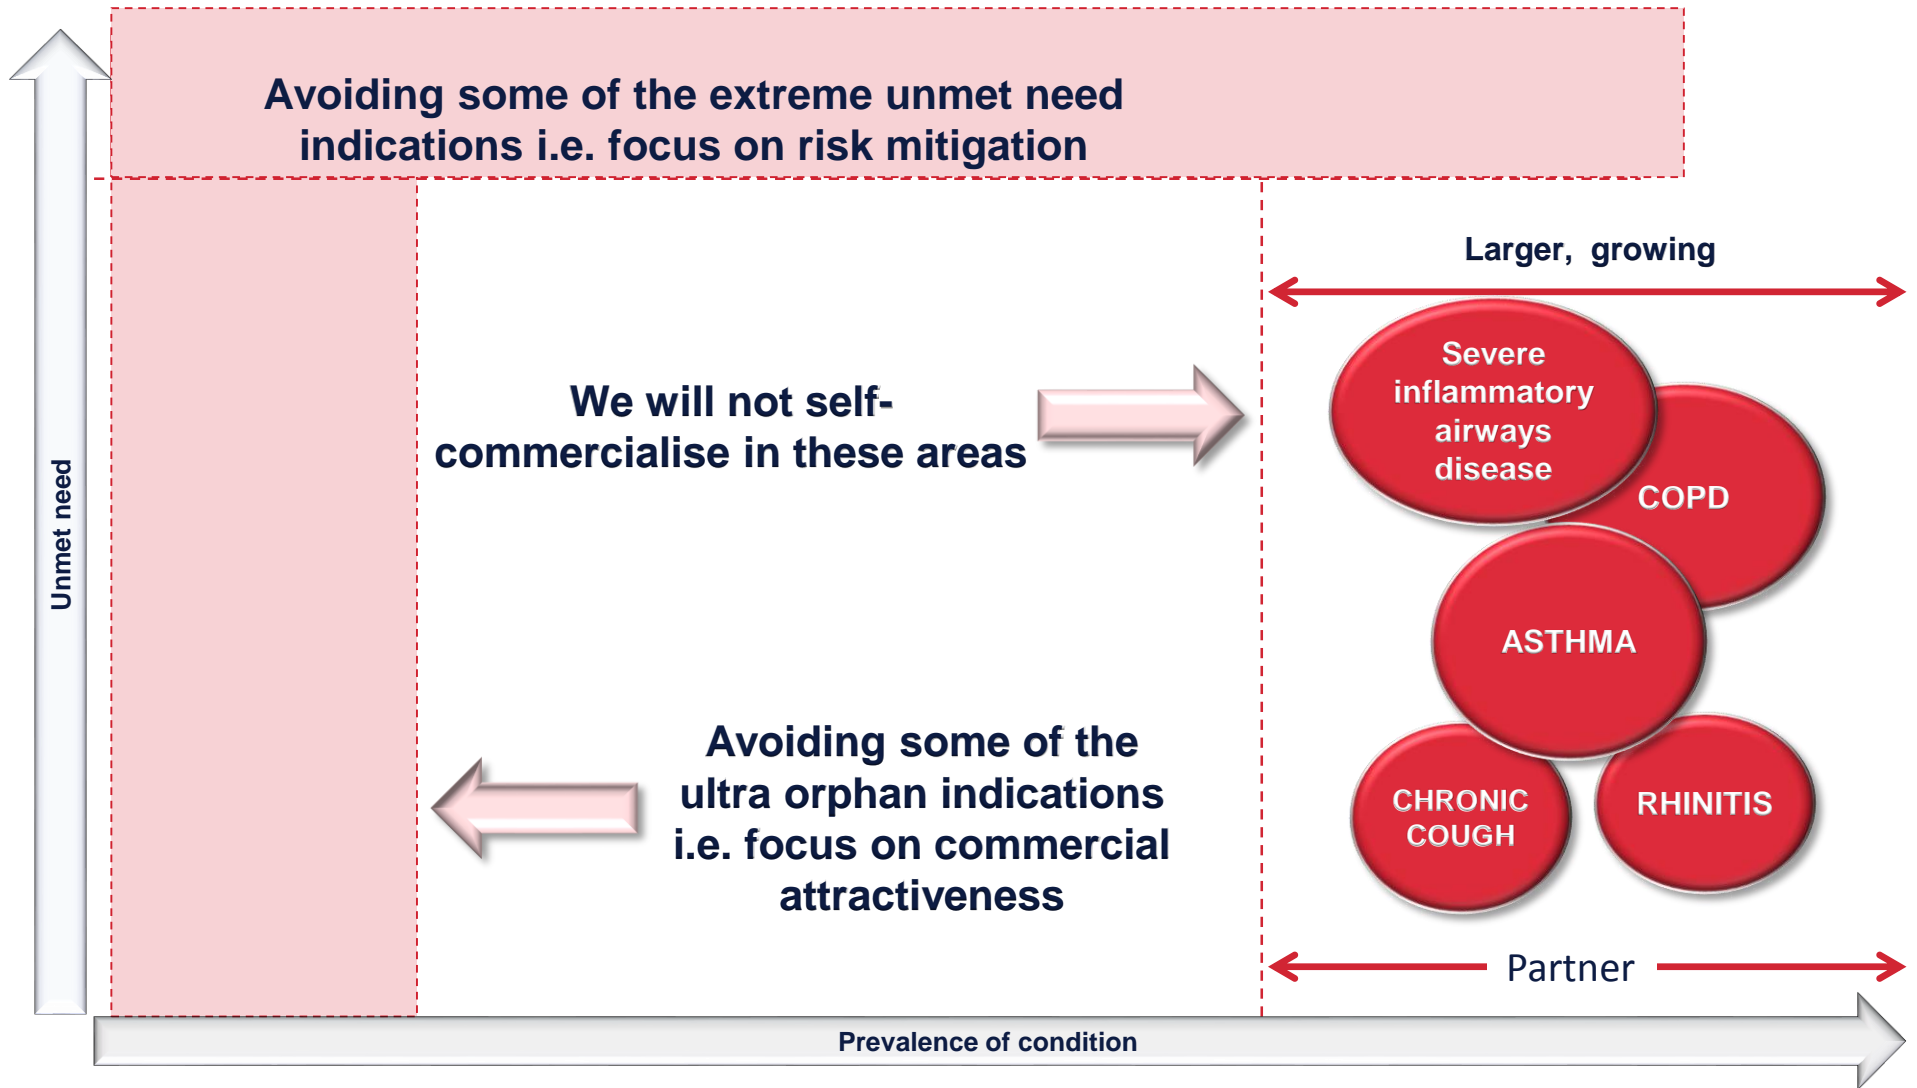 Avoiding some of the extreme unmet need
indications i.e. focus on risk mitigation
Larger, growing
Severe
inflammatory
airways
disease
COPD
We will not self-
commercialise in these areas
Unmet need
ASTHMA
Avoiding some of the
ultra orphan indications
i.e. focus on commercial
attractiveness
CHRONIC
COUGH
RHINITIS
Partner
Prevalence of condition